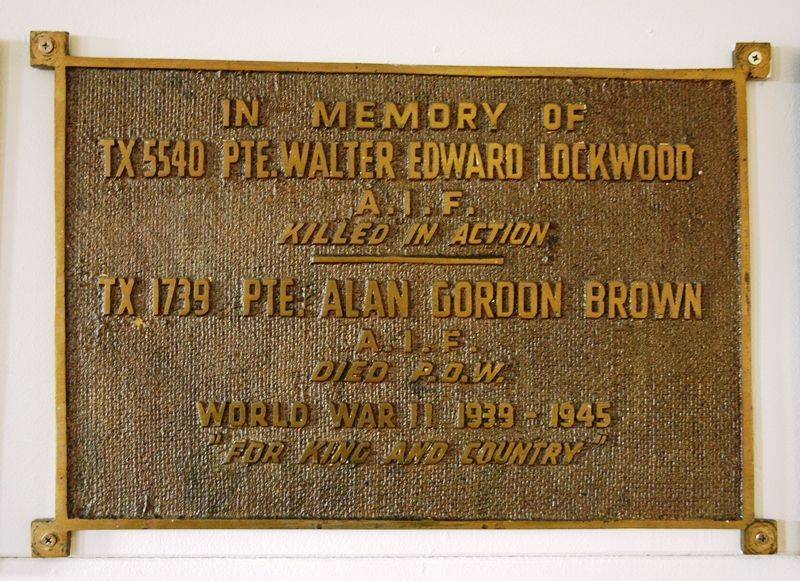 IN MEMORY OF
TX 5540 PTE. WALTER EDWARD LOCKWOOD
A.I.F.
KILLED IN ACTION
TX 1739 PTE. ALAN GORDON BROWN
A.I.F.
DIED P.O.W.
WORLD WAR 11 1939 - 1945
"FOR KING AND COUNTRY"